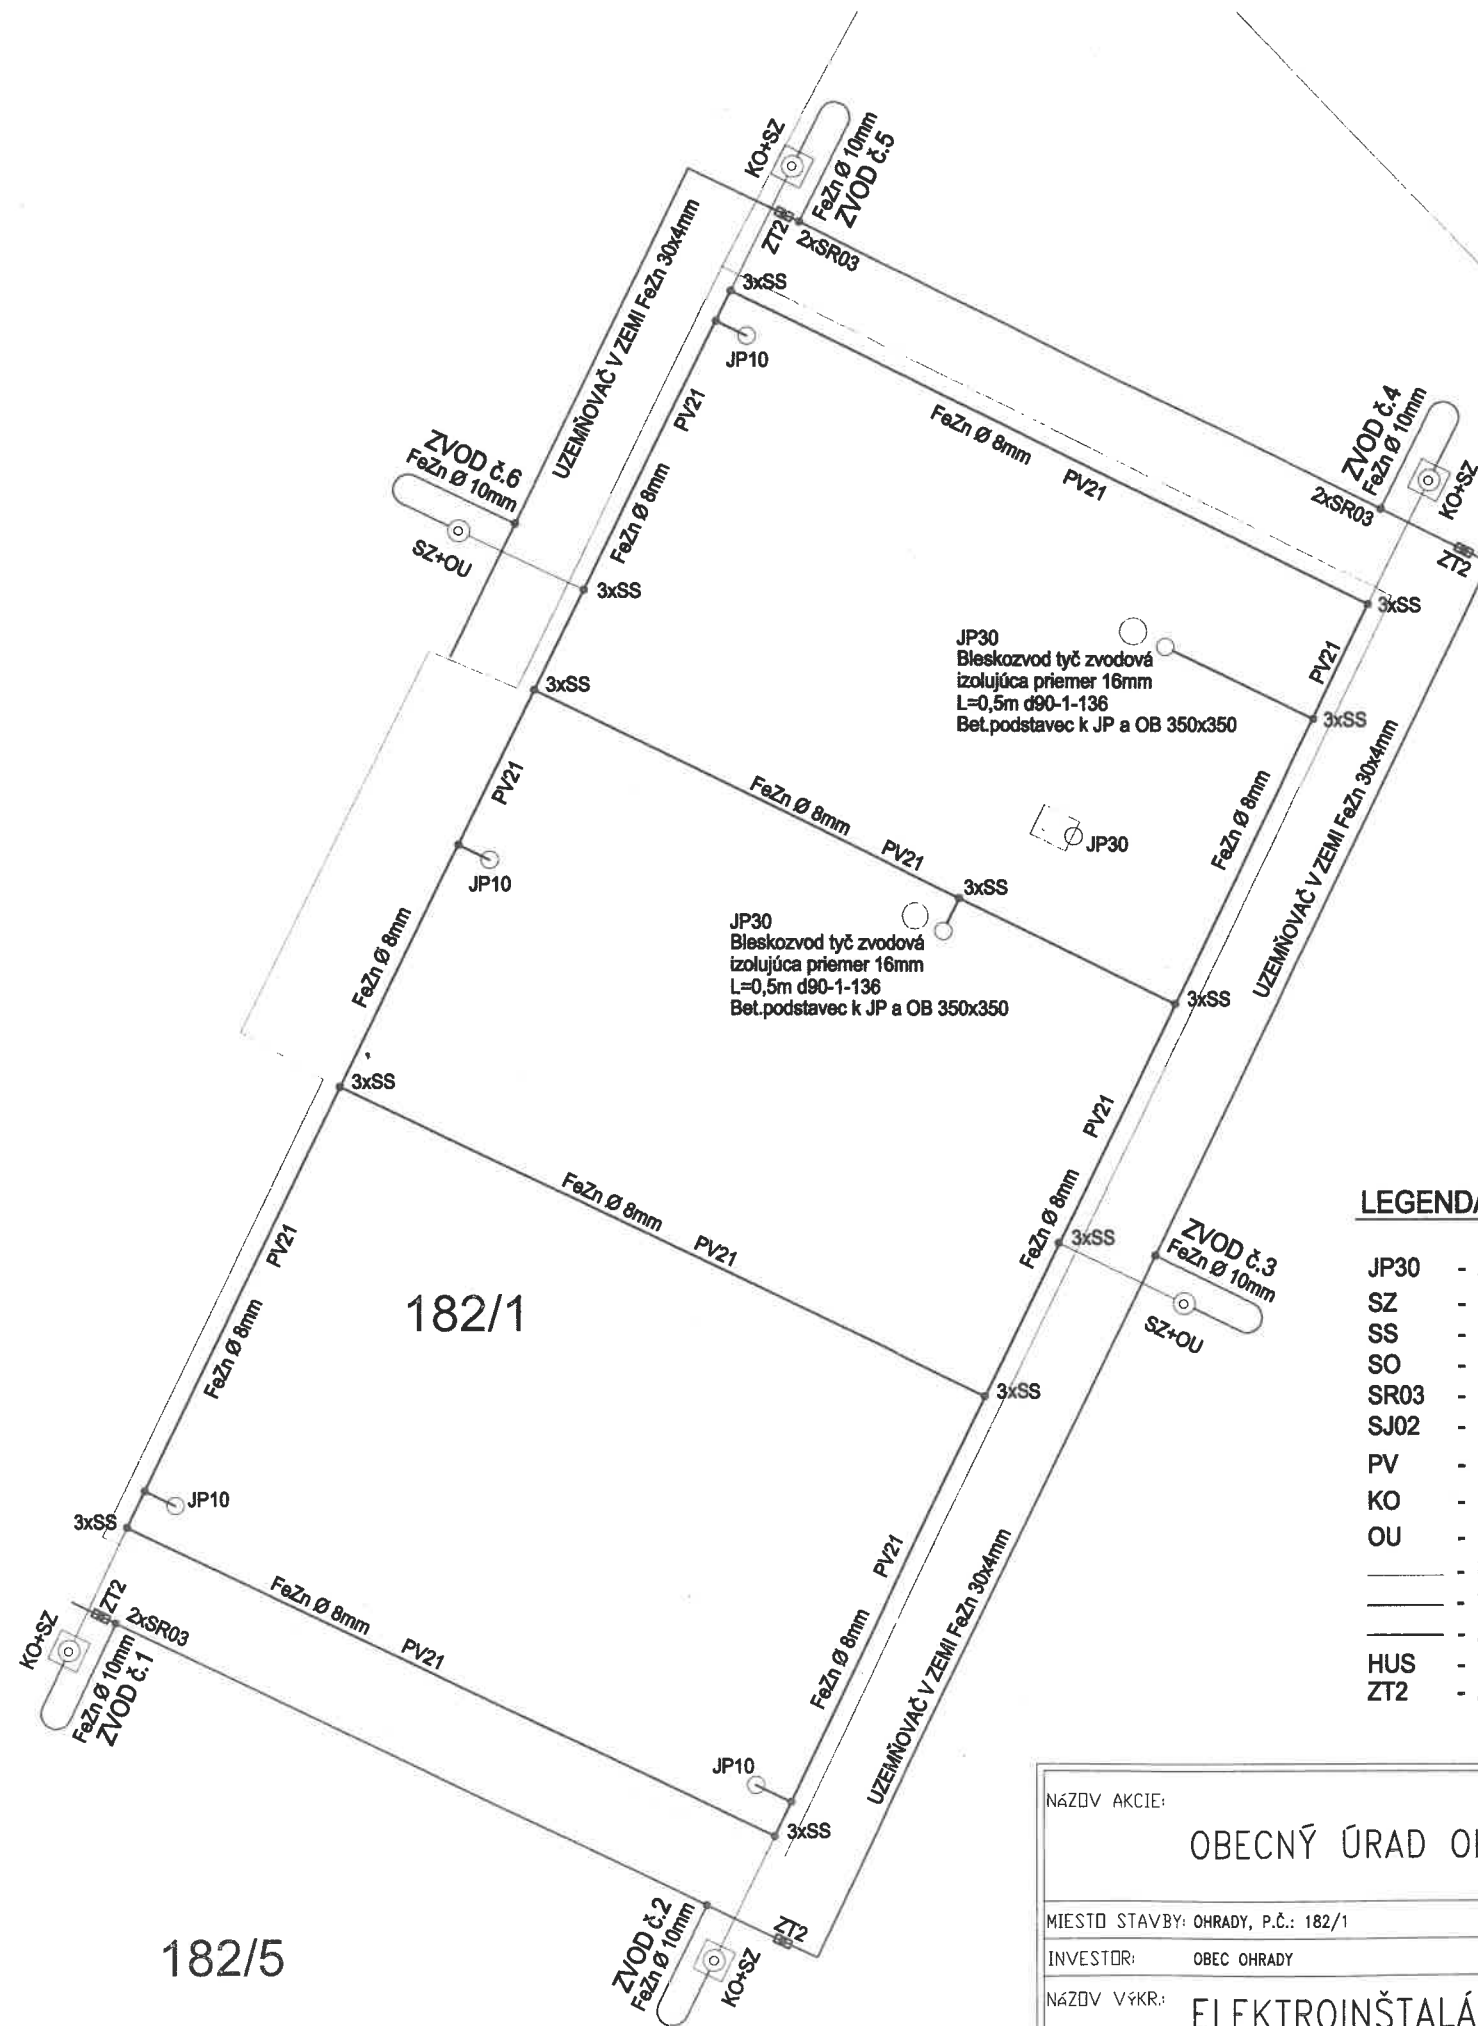 KO+SZ
FeZn Ø 10mm
ZVOD č.5
ZT2
2xSR03
UZEMŇOVAČ V ZEMI FeZn 30x4mm
3xSS
JP10
PV21
FeZn Ø 8mm
FeZn Ø 8mm
PV21
ZVOD č.4
FeZn Ø 10mm
KO+SZ
2xSR03
ZT2
ZVOD č.6
FeZn Ø 10mm
SZ+OU
3xSS
3xSS
JP30
Bleskozvod tyč zvodová
izolujúca priemer 16mm
L=0,5m d90-1-136
Bet.podstavec k JP a OB 350x350
PV21
3xSS
3xSS
PV21
FeZn Ø 8mm
PV21
FeZn Ø 8mm
UZEMŇOVAČ V ZEMI FeZn 30x4mm
JP30
JP10
3xSS
JP30
Bleskozvod tyč zvodová
izolujúca priemer 16mm
L=0,5m d90-1-136
Bet.podstavec k JP a OB 350x350
FeZn Ø 8mm
3xSS
3xSS
PV21
FeZn Ø 8mm
PV21
FeZn Ø 8mm
3xSS
ZVOD č.3
FeZn Ø 10mm
SZ+OU
PV21
182/1
FeZn Ø 8mm
3xSS
LEGENDA
JP30 -
SZ -
SS -
SO -
SR03 -
SJ02 -
PV -
KO -
OU -
-
-
-
HUS -
ZT2 -
JP10
3xSS
PV21
UZEMŇOVAČ V ZEMI FeZn 30x4mm
ZT2
2xSR03
KO+SZ
FeZn Ø 10mm
ZVOD č.1
FeZn Ø 8mm
PV21
FeZn Ø 8mm
JP10
3xSS
NÁZOV AKCIE:
OBECNÝ ÚRAD
MIESTO STAVBY: OHRADY, P.Č.: 182/1
INVESTOR: OBEC OHRADY
NÁZOV VÝKR.:
182/5
ZVOD č.2
FeZn Ø 10mm
ZT2
KO+SZ